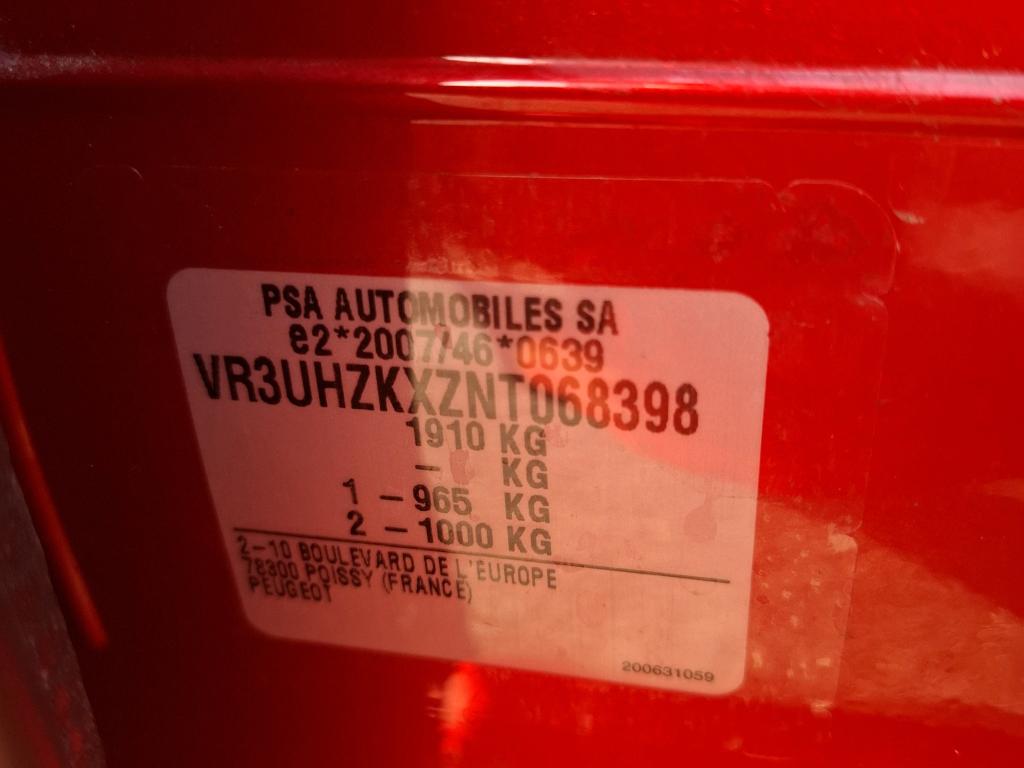 PSA AUTOMOBILES SA
e2*2007/46*0639
VR3UHZKXZNT068398
1910 KG
– KG
1 – 965 KG
2 – 1000 KG
2–10 BOULEVARD DE L'EUROPE
78300 POISSY (FRANCE)
PEUGEOT
200631059